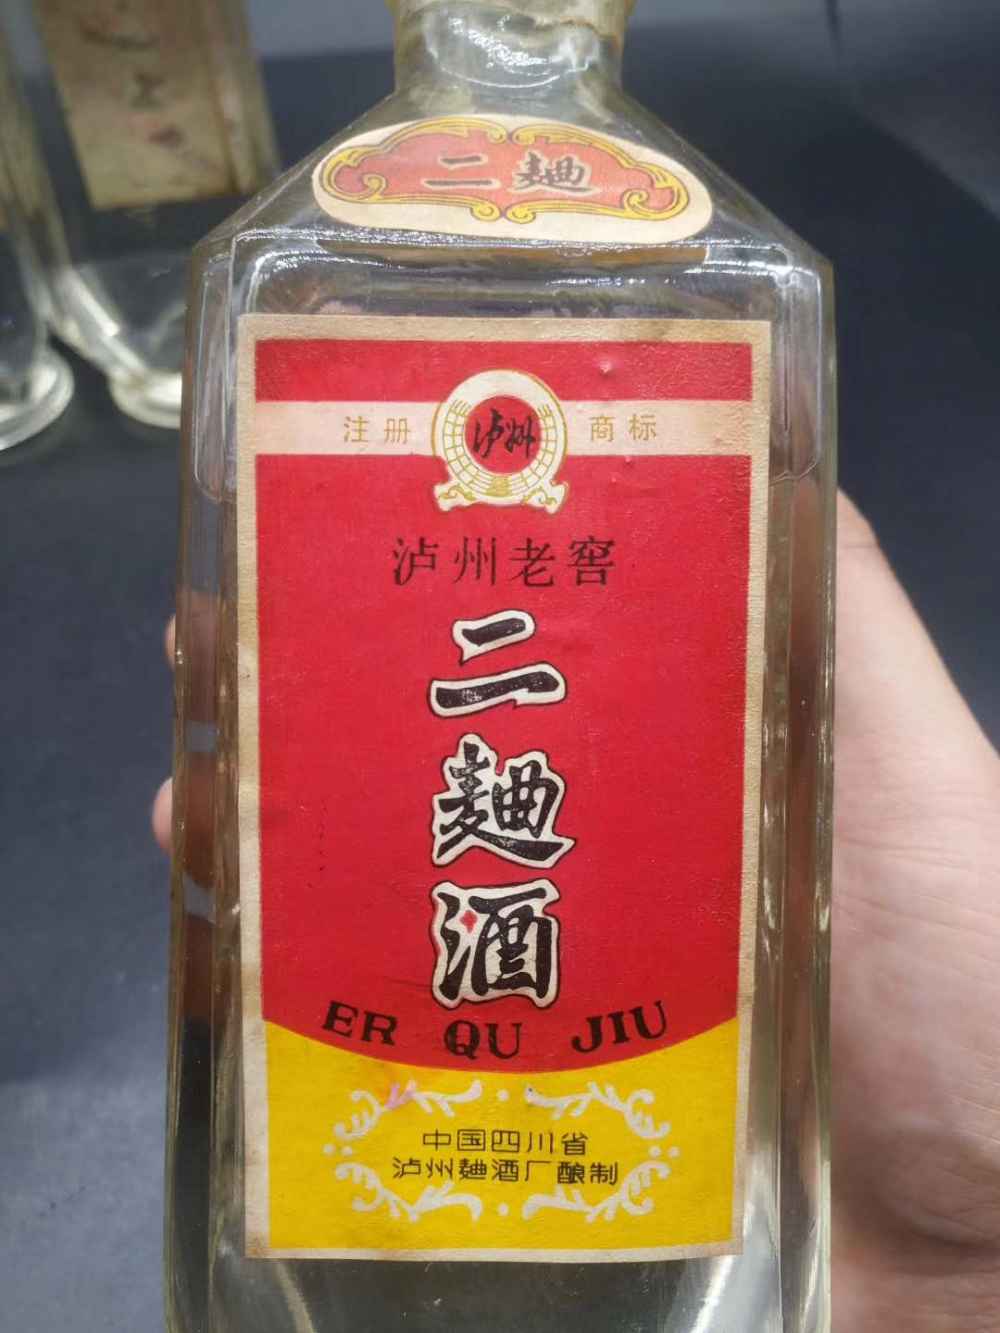 二麯
注册 泸州 商标
泸州老窖
二
麯
酒
ER QU JIU
中国四川省
泸州麯酒厂酿制